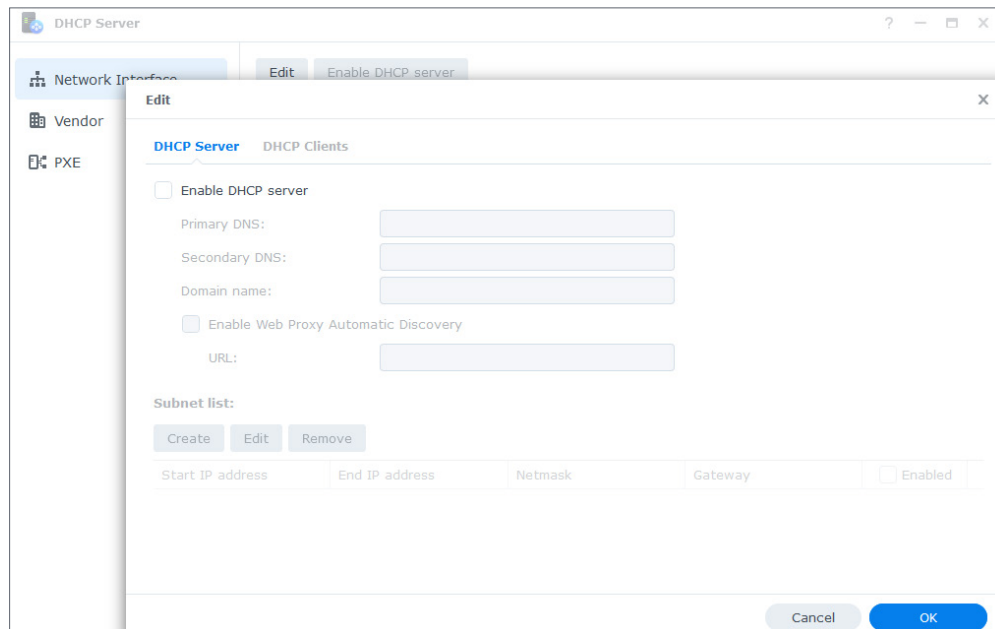 DHCP Server
?
Network Interface
Edit
Enable DHCP server
Vendor
PXE
Edit
DHCP Server
DHCP Clients
Enable DHCP server
Primary DNS:
Secondary DNS:
Domain name:
Enable Web Proxy Automatic Discovery
URL:
Subnet list:
Create
Edit
Remove
Start IP address
End IP address
Netmask
Gateway
Enabled
Cancel
OK